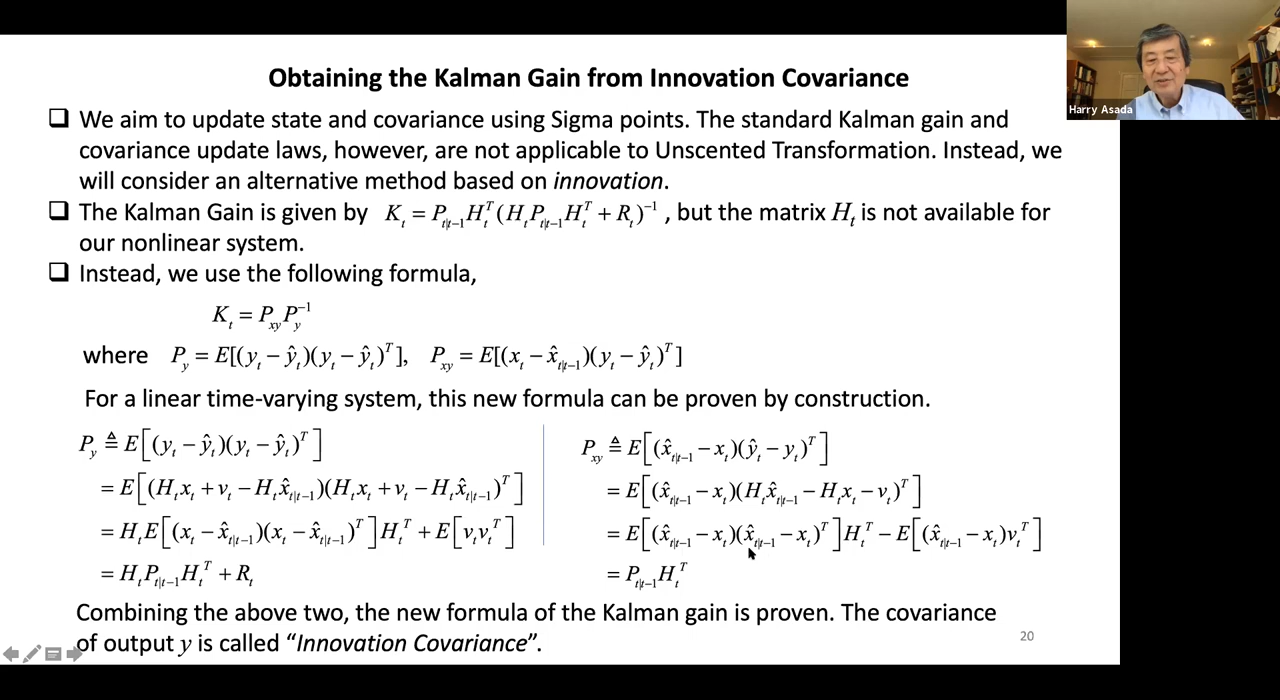 Obtaining the Kalman Gain from Innovation Covariance
Harry Asada
❑ We aim to update state and covariance using Sigma points. The standard Kalman gain and
covariance update laws, however, are not applicable to Unscented Transformation. Instead, we
will consider an alternative method based on innovation.
❑ The Kalman Gain is given by K_t = P_{t|t−1}H_t^T(H_tP_{t|t−1}H_t^T + R_t)^{−1} , but the matrix H_t is not available for
our nonlinear system.
❑ Instead, we use the following formula,
K_t = P_{xy}P_y^{−1}
where P_y = E[(y_t − ŷ_t)(y_t − ŷ_t)^T], P_{xy} = E[(x_t − x̂_{t|t−1})(y_t − ŷ_t)^T]
For a linear time-varying system, this new formula can be proven by construction.
P_y ≜ E[(y_t − ŷ_t)(y_t − ŷ_t)^T]
= E[(H_tx_t + v_t − H_tx̂_{t|t−1})(H_tx_t + v_t − H_tx̂_{t|t−1})^T]
= H_tE[(x_t − x̂_{t|t−1})(x_t − x̂_{t|t−1})^T]H_t^T + E[v_tv_t^T]
= H_tP_{t|t−1}H_t^T + R_t
P_{xy} ≜ E[(x̂_{t|t−1} − x_t)(ŷ_t − y_t)^T]
= E[(x̂_{t|t−1} − x_t)(H_tx̂_{t|t−1} − H_tx_t − v_t)^T]
= E[(x̂_{t|t−1} − x_t)(x̂_{t|t−1} − x_t)^T]H_t^T − E[(x̂_{t|t−1} − x_t)v_t^T]
= P_{t|t−1}H_t^T
Combining the above two, the new formula of the Kalman gain is proven. The covariance
of output y is called “Innovation Covariance”.
20